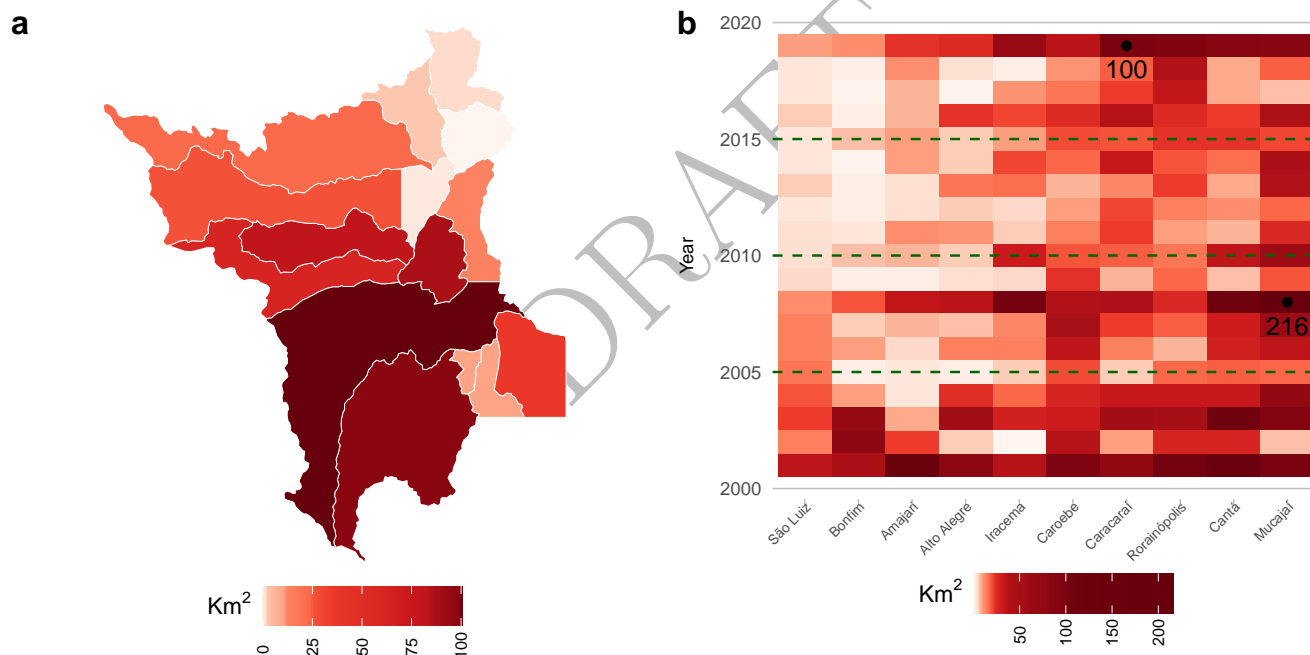 a
b
DRAFT
Km2
0
25
50
75
100
Year
2020
2015
2010
2005
2000
100
216
São Luiz
Bonfim
Amajarí
Alto Alegre
Iracema
Caroebe
Caracaraí
Rorainópolis
Cantá
Mucajaí
Km2
50
100
150
200